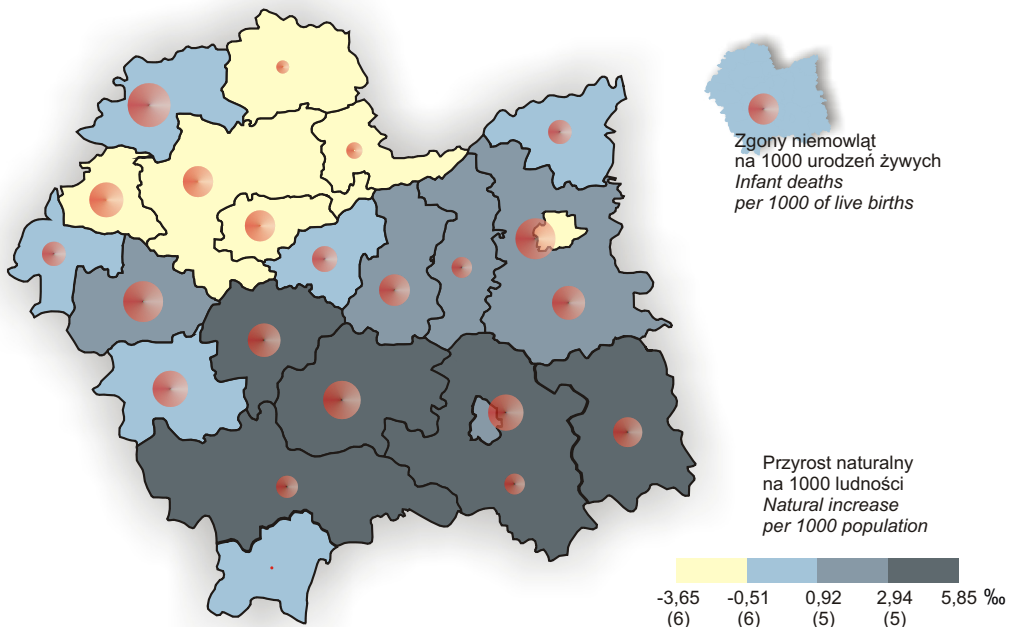 Zgony niemowląt
na 1000 urodzeń żywych
Infant deaths
per 1000 of live births
Przyrost naturalny
na 1000 ludności
Natural increase
per 1000 population
-3,65 -0,51 0,92 2,94 5,85 ‰
(6) (6) (5) (5)